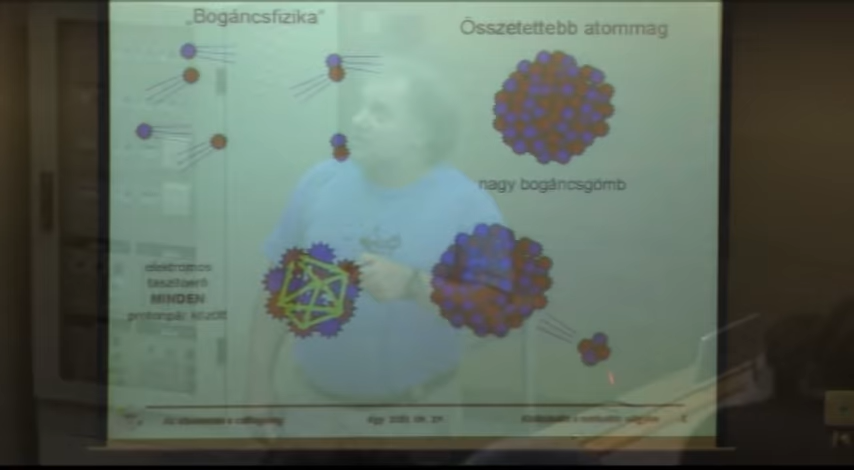 „Bogáncsfizika”
Összetettebb atommag
nagy bogáncsgömb
elektromos
taszítóerő
MINDEN
protonpár között